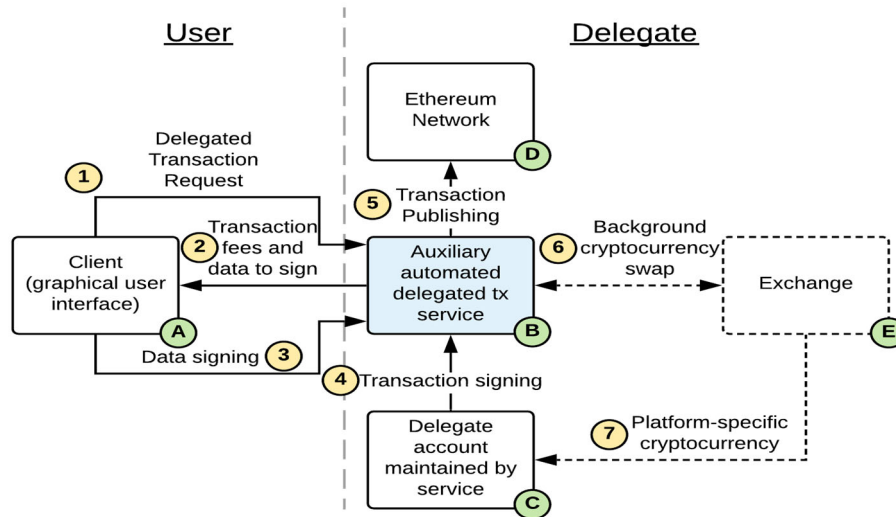 User
Delegate
Ethereum
Network
D
Delegated
Transaction
Request
1
5
Transaction
Publishing
2
Transaction
fees and
data to sign
6
Background
cryptocurrency
swap
Client
(graphical user
interface)
A
Auxiliary
automated
delegated tx
service
B
Exchange
E
Data signing
3
4
Transaction signing
Delegate
account
maintained by
service
C
7
Platform-specific
cryptocurrency